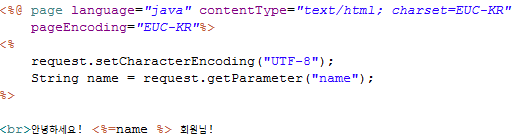 <%@ page language="java" contentType="text/html; charset=EUC-KR"
pageEncoding="EUC-KR"%>
<%
request.setCharacterEncoding("UTF-8");
String name = request.getParameter("name");
%>
<br>안녕하세요! <%=name %> 회원님!